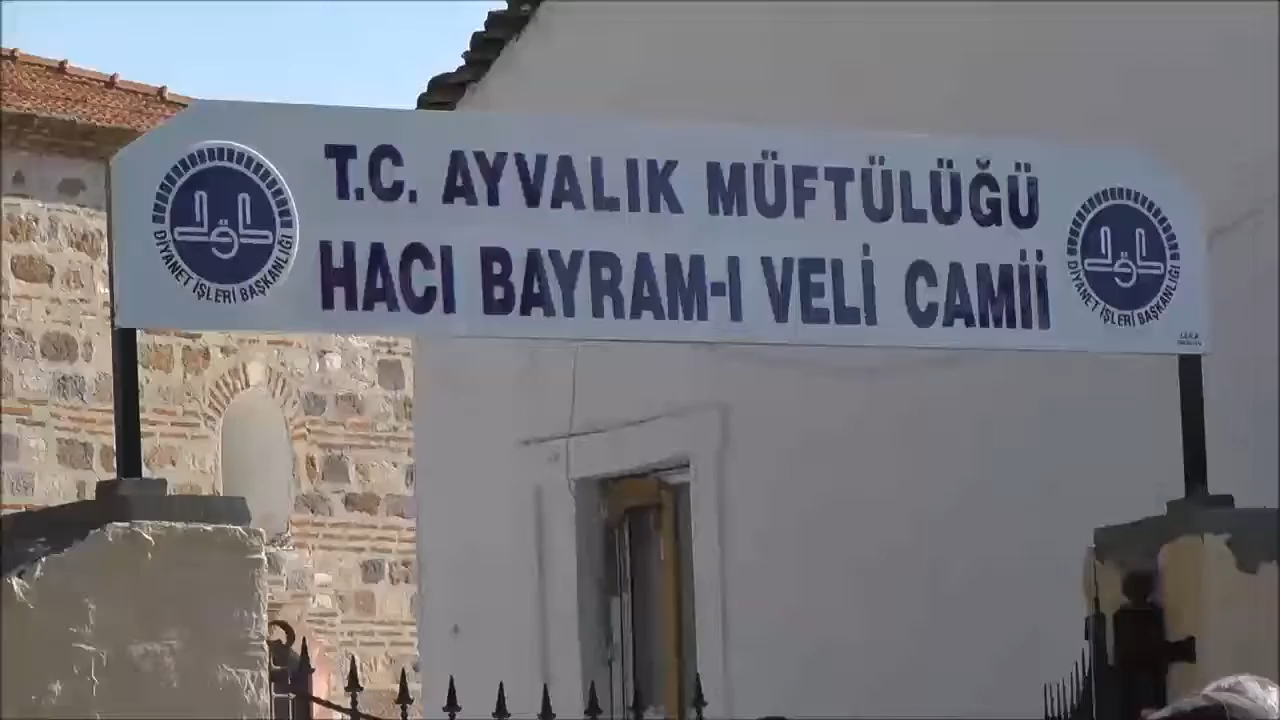 T.C. AYVALIK MÜFTÜLÜĞÜ
HACI BAYRAM-I VELİ CAMİİ
DİYANET İŞLERİ BAŞKANLIĞI
DİYANET İŞLERİ BAŞKANLIĞI